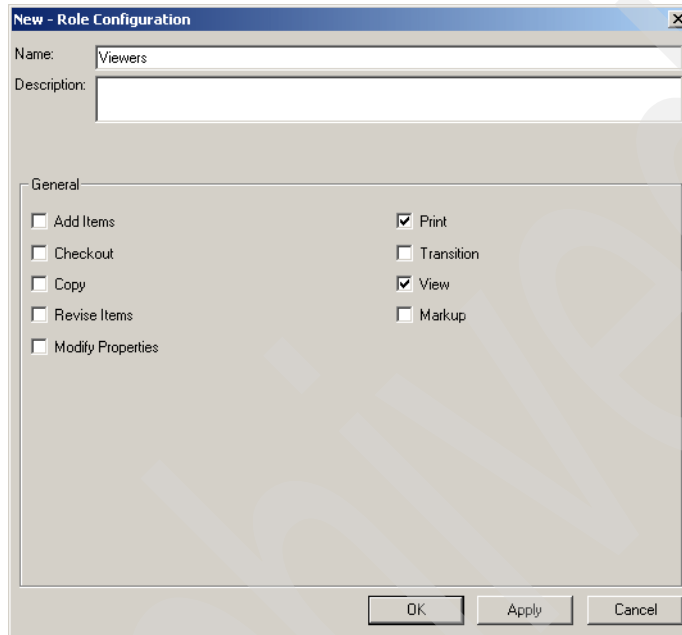 New - Role Configuration
Name: Viewers
Description:
General
Add Items
Print
Checkout
Transition
Copy
View
Revise Items
Markup
Modify Properties
OK Apply Cancel